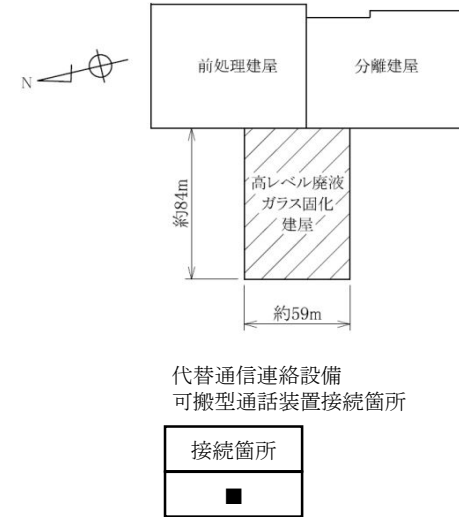 前処理建屋
分離建屋
N
高レベル廃液
ガラス固化
建屋
約84m
約59m
代替通信連絡設備
可搬型通話装置接続箇所
接続箇所
■